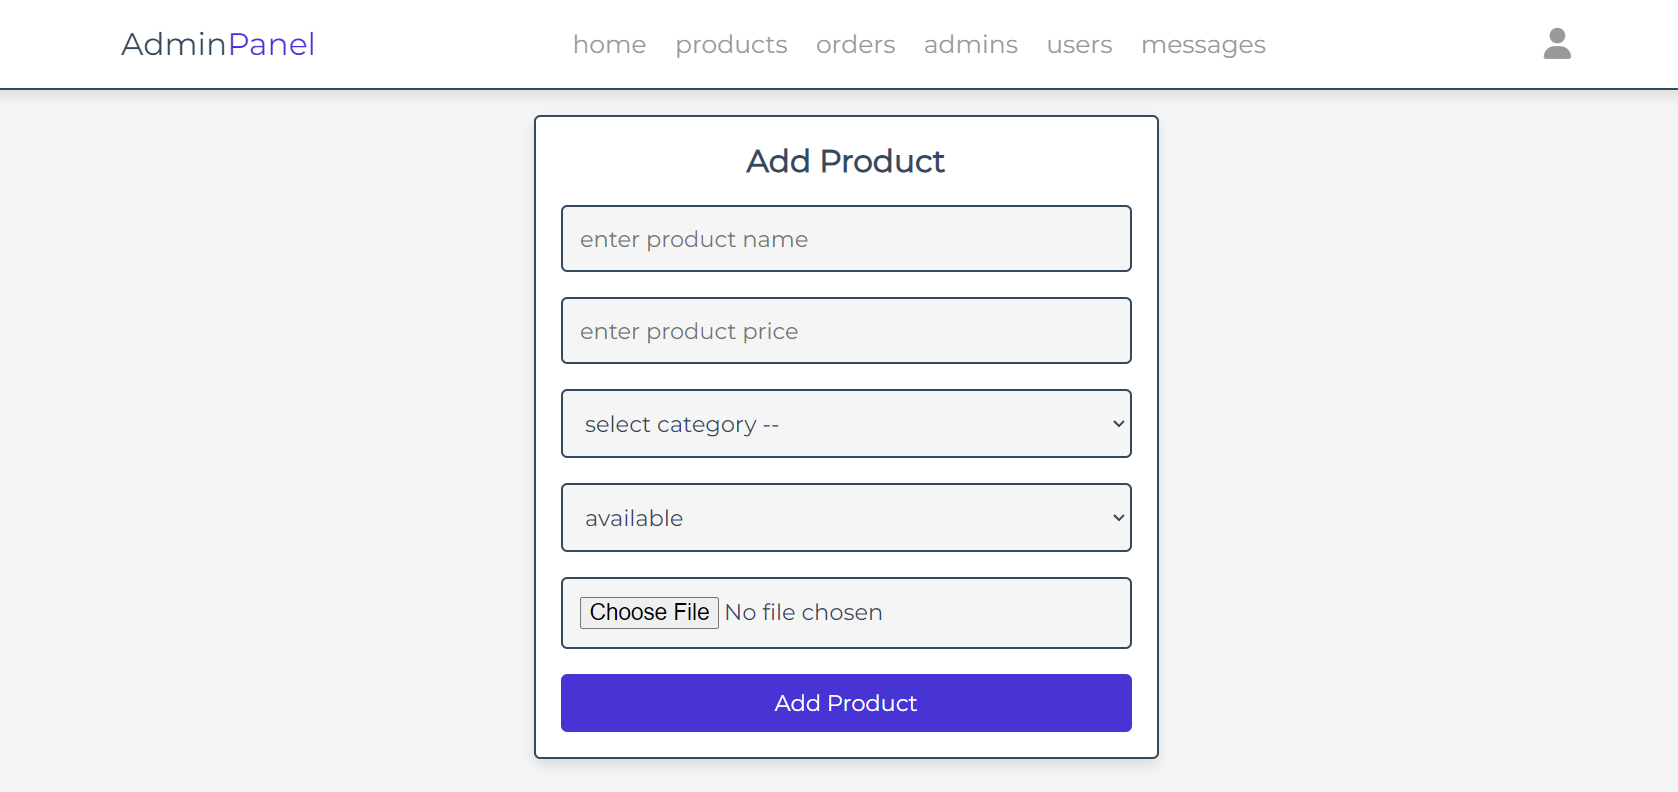 AdminPanel
home products orders admins users messages
Add Product
enter product name
enter product price
select category --
available
Choose File No file chosen
Add Product